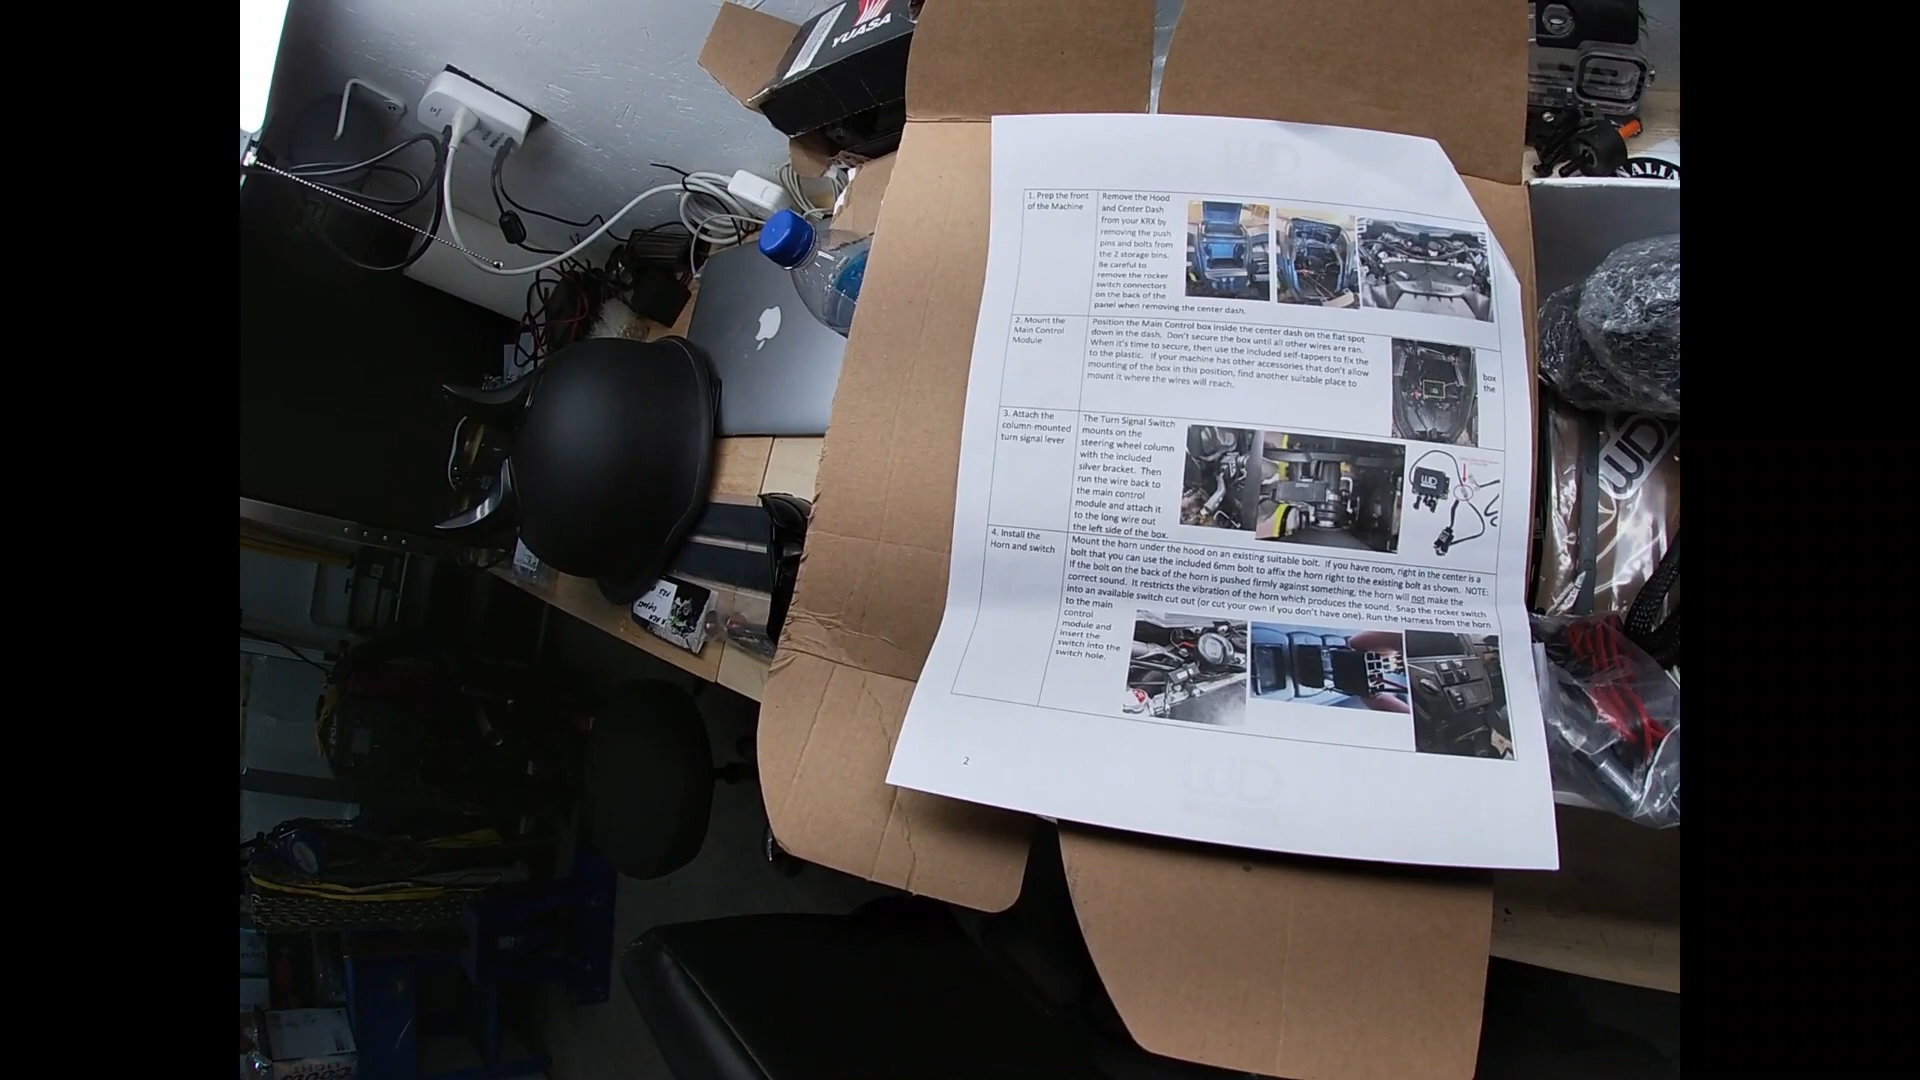 YUASA
1. Prep the front
of the Machine
Remove the Hood
and Center Dash
from your KRX by
removing the push
pins and bolts from
the 2 storage bins.
Be careful to
remove the rocker
switch connectors
on the back of the
panel when removing the center dash.
2. Mount the
Main Control
Module
Position the Main Control box inside the center dash on the flat spot
down in the dash. Don't secure the box until all other wires are ran.
When it's time to secure, then use the included self-tappers to fix the
box
to the plastic. If your machine has other accessories that don't allow
the
mounting of the box in this position, find another suitable place to
mount it where the wires will reach.
3. Attach the
column-mounted
turn signal lever
The Turn Signal Switch
mounts on the
steering wheel column
with the included
silver bracket. Then
run the wire back to
the main control
module and attach it
to the long wire out
the left side of the box.
WD
4. Install the
Horn and switch
Mount the horn under the hood on an existing suitable bolt. If you have room, right in the center is a
bolt that you can use the included 6mm bolt to affix the horn right to the existing bolt as shown. NOTE:
If the bolt on the back of the horn is pushed firmly against something, the horn will not make the
correct sound. It restricts the vibration of the horn which produces the sound. Snap the rocker switch
into an available switch cut out (or cut your own if you don't have one). Run the Harness from the horn
to the main
control
module and
insert the
switch into the
switch hole.
2
WD